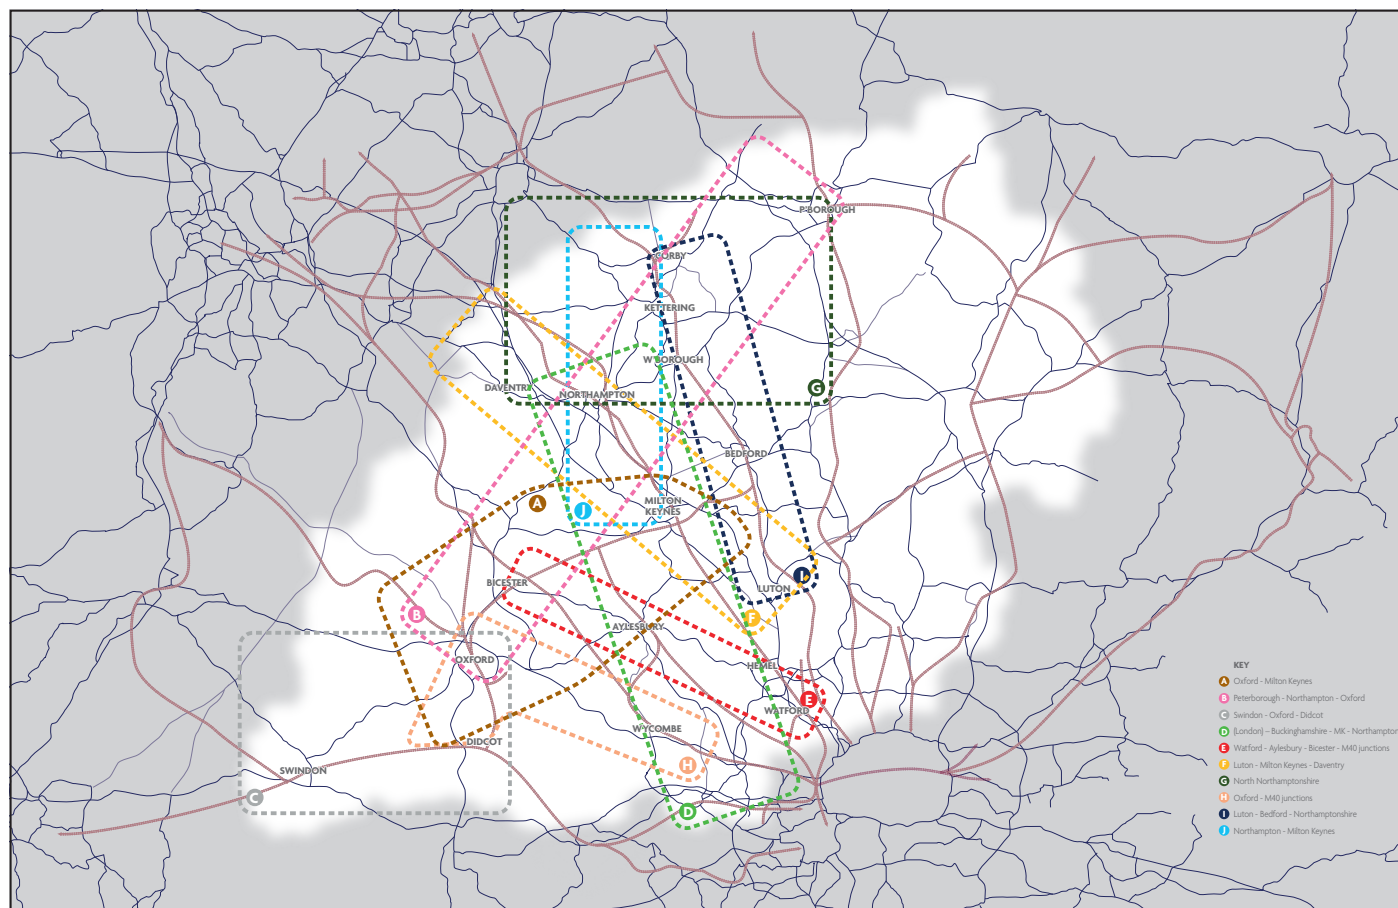 P'BOROUGH
CORBY
KETTERING
W'BOROUGH
DAVENTRY
NORTHAMPTON
G
BEDFORD
A
J
MILTON
KEYNES
BICESTER
LUTON
I
B
F
AYLESBURY
OXFORD
HEMEL
E
WATFORD
WYCOMBE
DIDCOT
H
SWINDON
C
D
KEY
A Oxford - Milton Keynes
B Peterborough - Northampton - Oxford
C Swindon - Oxford - Didcot
D (London) – Buckinghamshire - MK - Northampton
E Watford - Aylesbury - Bicester - M40 junctions
F Luton - Milton Keynes - Daventry
G North Northamptonshire
H Oxford - M40 junctions
I Luton - Bedford - Northamptonshire
J Northampton - Milton Keynes